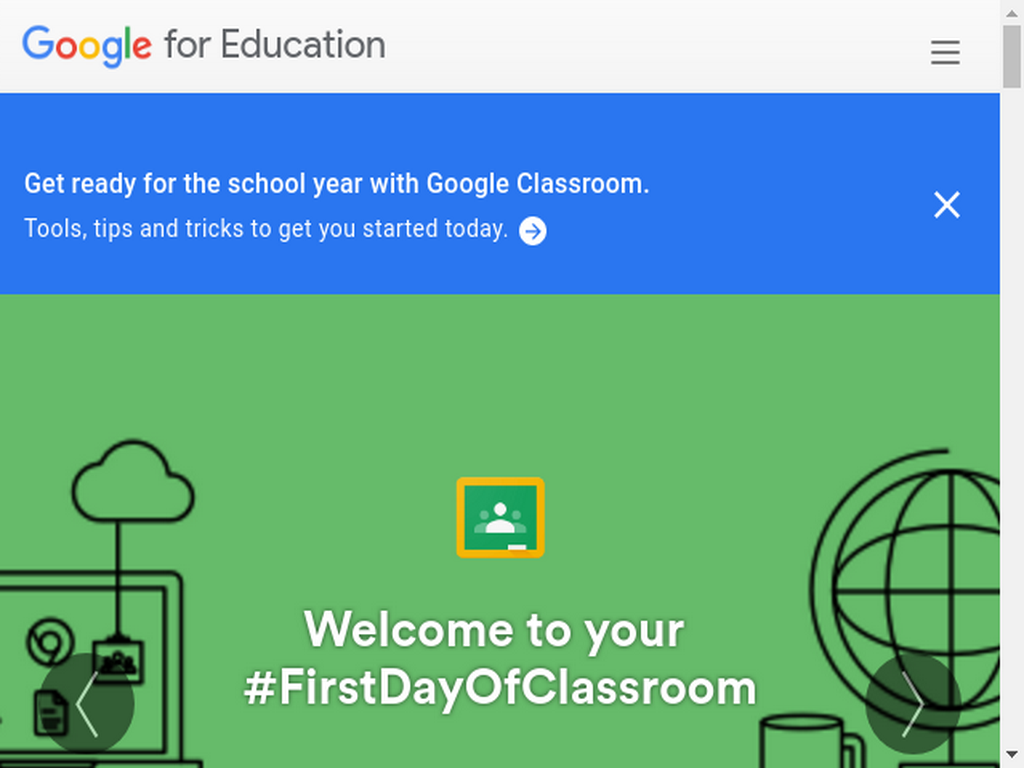 Google for Education
Get ready for the school year with Google Classroom.
Tools, tips and tricks to get you started today.
Welcome to your
#FirstDayOfClassroom